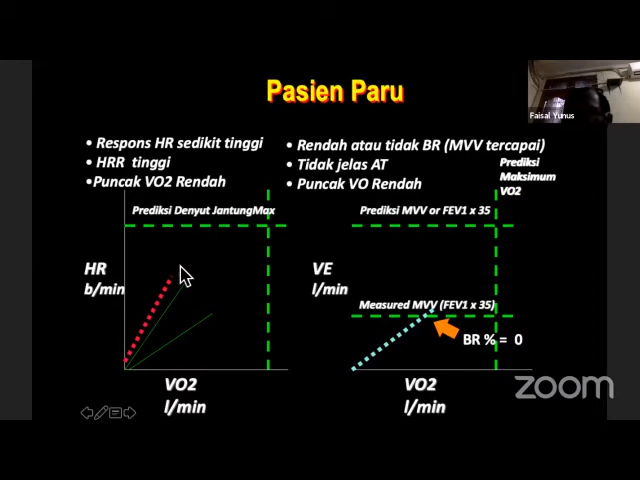 Pasien Paru
Faisal Yunus
• Respons HR sedikit tinggi
• HRR tinggi
•Puncak VO2 Rendah
• Rendah atau tidak BR (MVV tercapai)
• Tidak jelas AT
• Puncak VO Rendah
Prediksi
Maksimum
VO2
Prediksi Denyut JantungMax
HR
b/min
VO2
l/min
Prediksi MVV or FEV1 x 35
VE
l/min
Measured MVV (FEV1 x 35)
BR % = 0
VO2
l/min
zoom